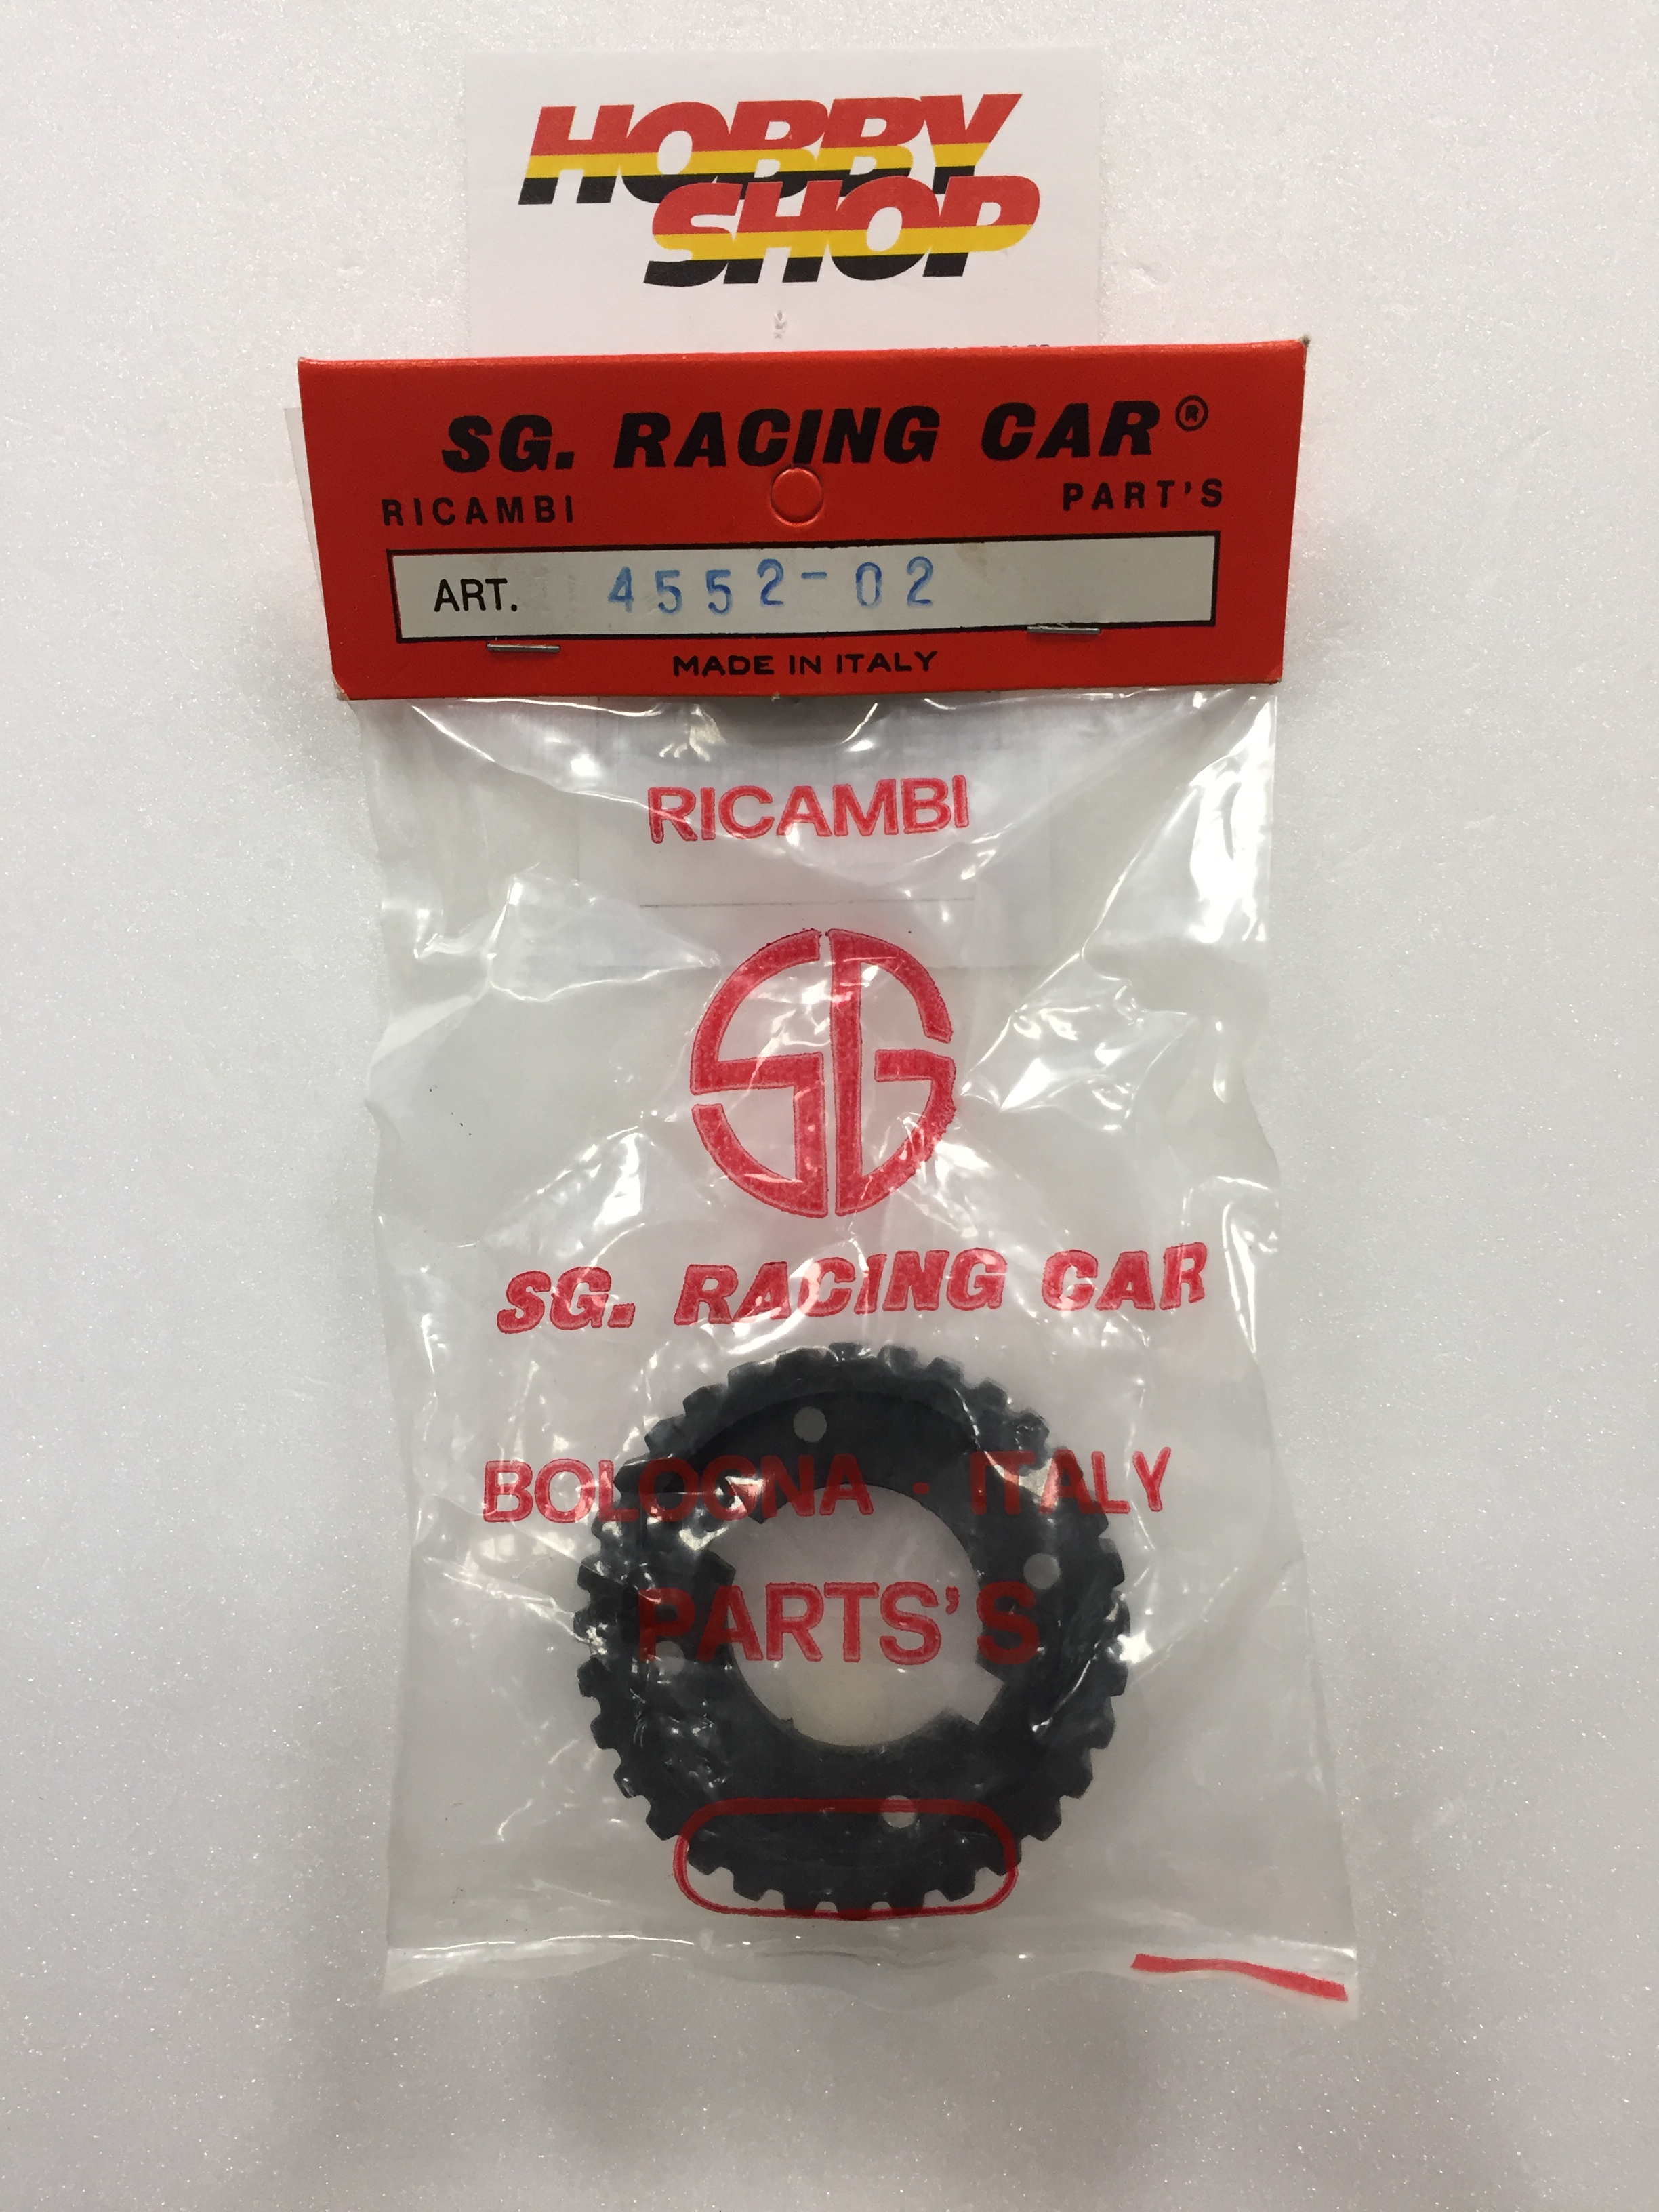 HOBBY
SHOP
SG. RACING CAR®
RICAMBI PART'S
ART. 4552-02
MADE IN ITALY
RICAMBI
SG
SG. RACING CAR
BOLOGNA - ITALY
PARTS'S